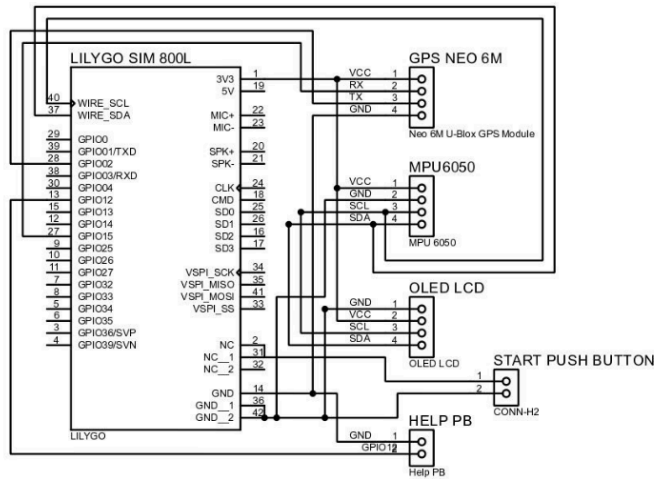 LILYGO SIM 800L
40 WIRE_SCL
37 WIRE_SDA
29 GPIO0
39 GPIO01/TXD
28 GPIO02
38 GPIO03/RXD
30 GPIO04
13 GPIO12
15 GPIO13
12 GPIO14
27 GPIO15
9 GPIO25
10 GPIO26
11 GPIO27
7 GPIO32
8 GPIO33
5 GPIO34
6 GPIO35
3 GPIO36/SVP
4 GPIO39/SVN
3V3 1
5V 19
MIC+ 22
MIC- 23
SPK+ 20
SPK- 21
CLK 24
CMD 18
SD0 25
SD1 26
SD2 16
SD3 17
VSPI_SCK 34
VSPI_MISO 35
VSPI_MOSI 41
VSPI_SS 33
NC 2
NC__1 31
NC__2 32
GND 14
GND__1 36
GND__2 42
LILYGO
GPS NEO 6M
VCC 1
RX 2
TX 3
GND 4
Neo 6M U-Blox GPS Module
MPU6050
VCC 1
GND 2
SCL 3
SDA 4
MPU 6050
OLED LCD
GND 1
VCC 2
SCL 3
SDA 4
OLED LCD
START PUSH BUTTON
1
2
CONN-H2
HELP PB
GND 1
GPIO12 2
Help PB